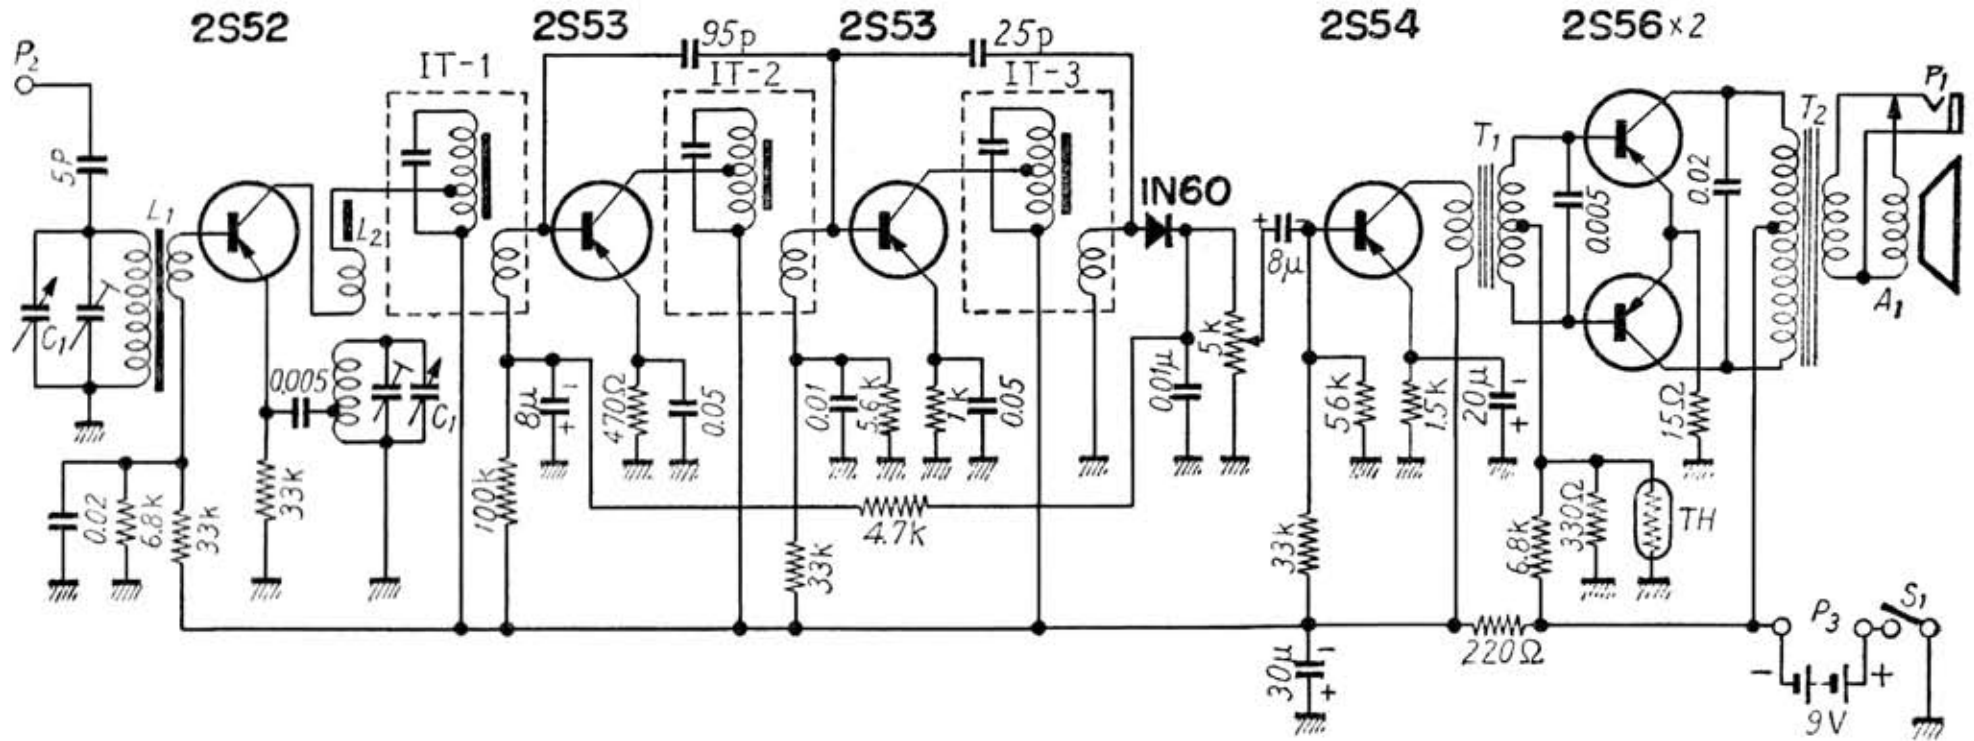 2S52
2S53
2S53
2S54
2S56×2
P2
95p
25p
IT-1
IT-2
IT-3
P1
T1
T2
5P
1N60
0.02
0.005
L1
L2
8μ
A1
C1
5k
0.005
C1
8μ
470Ω
0.05
0.01
5.6k
1k
0.05
0.01μ
56k
1.5k
20μ
15Ω
0.02
6.8k
33k
33k
100k
4.7k
33k
33k
6.8k
330Ω
TH
220Ω
P3
S1
30μ
9V